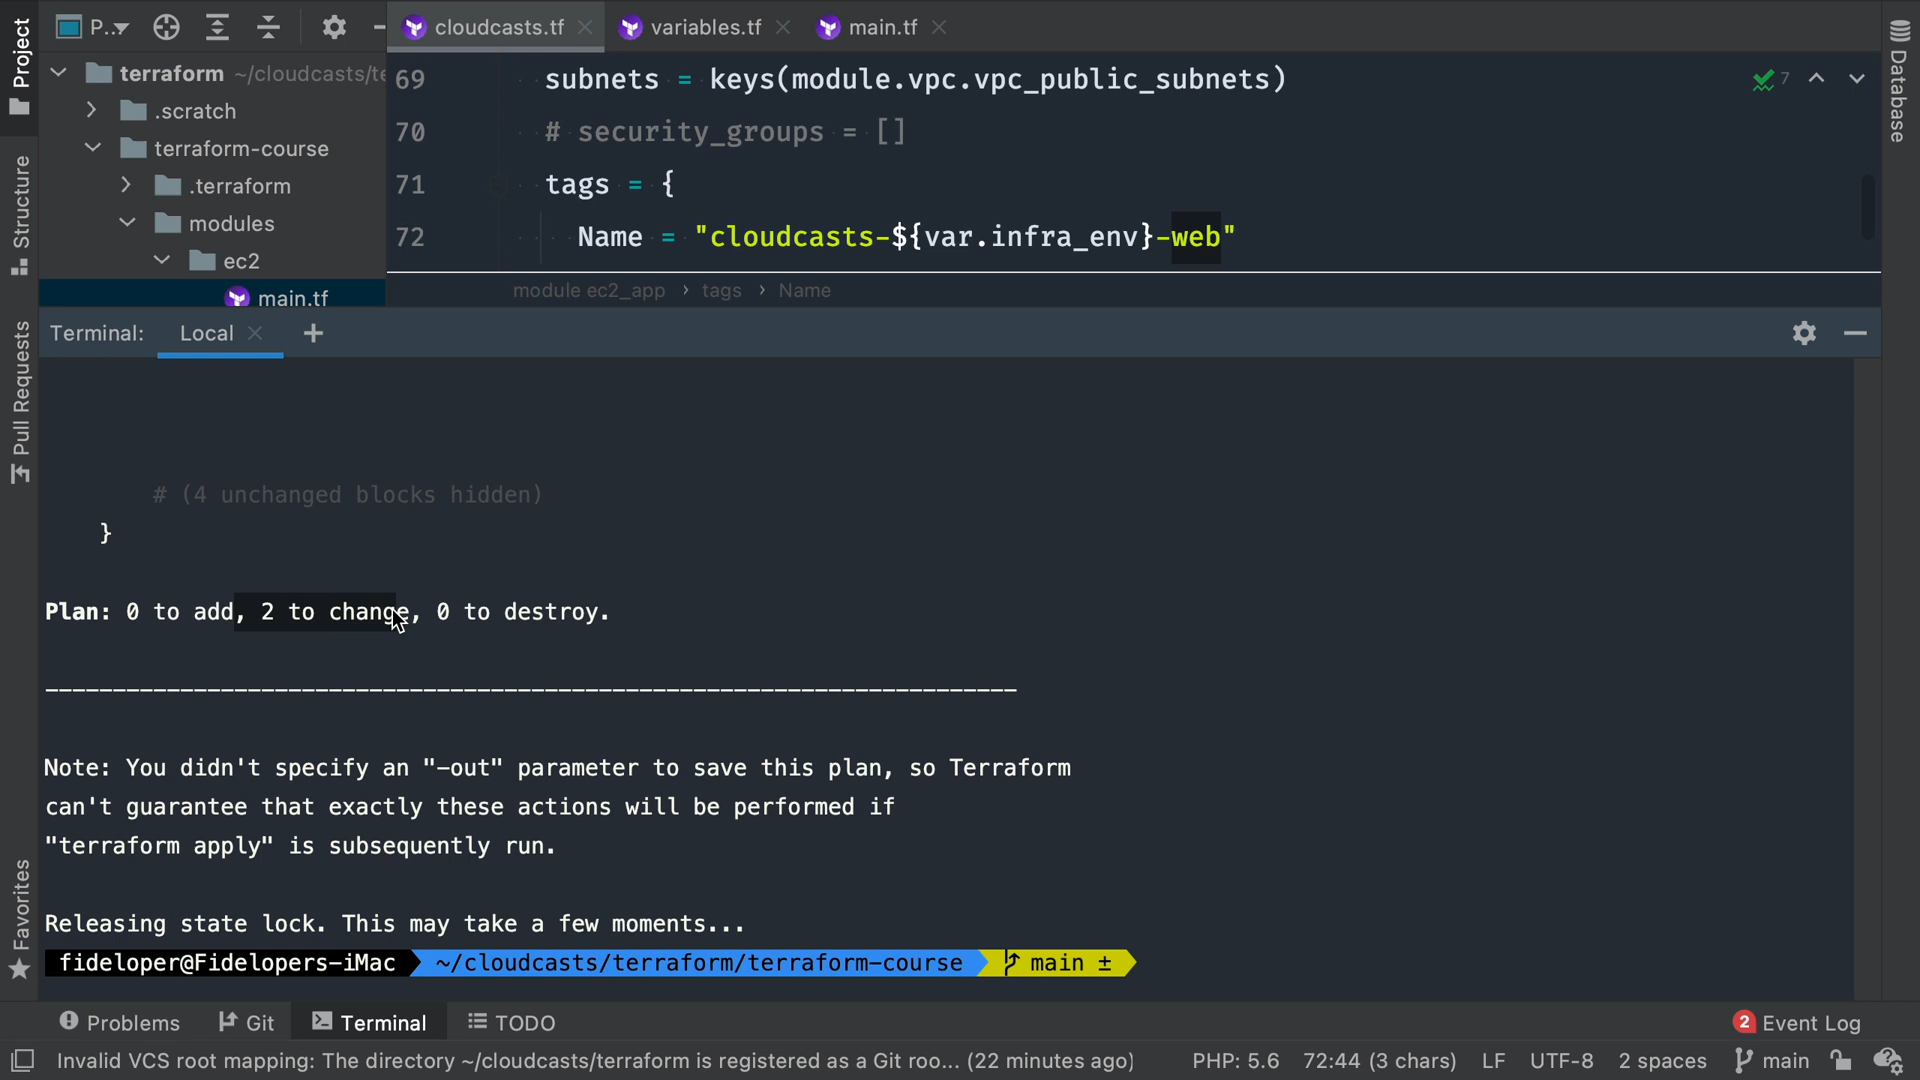 Project
P..
cloudcasts.tf
variables.tf
main.tf
Database
terraform ~/cloudcasts/te
.scratch
terraform-course
.terraform
modules
ec2
main.tf
Structure
Pull Requests
Favorites
69 subnets = keys(module.vpc.vpc_public_subnets)
70 # security_groups = []
71 tags = {
72 Name = "cloudcasts-${var.infra_env}-web"
7
module ec2_app › tags › Name
Terminal: Local +
# (4 unchanged blocks hidden)
}
Plan: 0 to add, 2 to change, 0 to destroy.
------------------------------------------------------------------------
Note: You didn't specify an "-out" parameter to save this plan, so Terraform
can't guarantee that exactly these actions will be performed if
"terraform apply" is subsequently run.
Releasing state lock. This may take a few moments...
fideloper@Fidelopers-iMac ~/cloudcasts/terraform/terraform-course main ±
Problems Git Terminal TODO 2 Event Log
Invalid VCS root mapping: The directory ~/cloudcasts/terraform is registered as a Git roo... (22 minutes ago) PHP: 5.6 72:44 (3 chars) LF UTF-8 2 spaces main